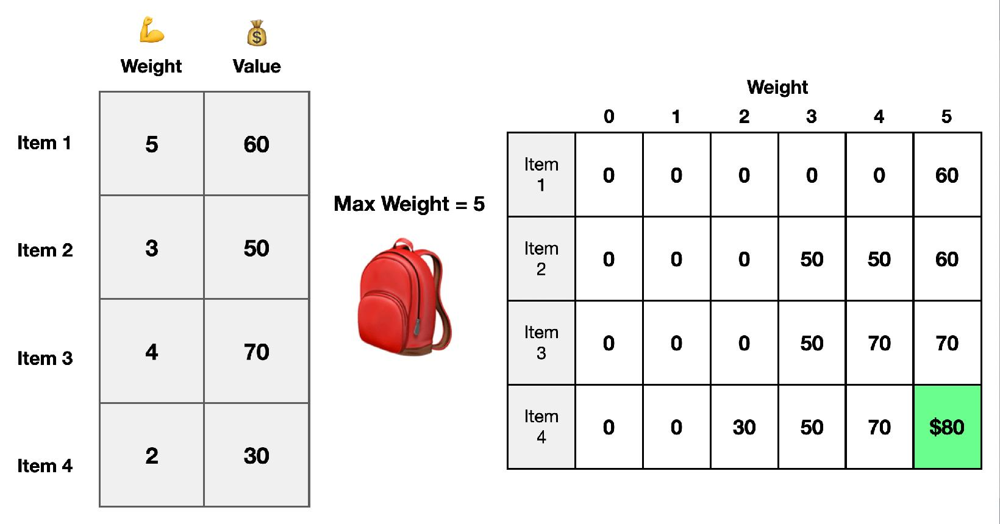 $
Weight Value
Item 1 5 60
Item 2 3 50
Item 3 4 70
Item 4 2 30
Max Weight = 5
Weight
0 1 2 3 4 5
Item
1
0 0 0 0 0 60
Item
2
0 0 0 50 50 60
Item
3
0 0 0 50 70 70
Item
4
0 0 30 50 70 $80